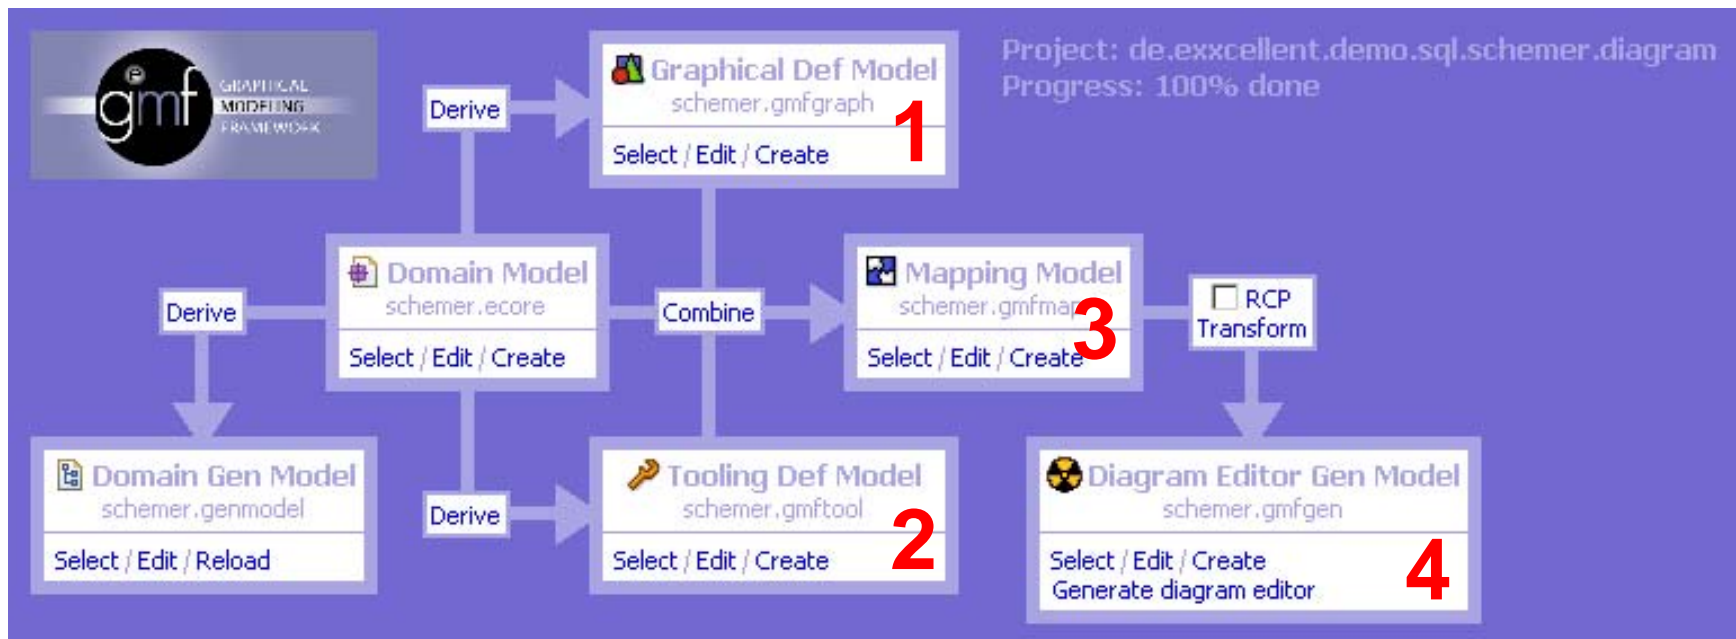 gmf
GRAPHICAL
MODELING
FRAMEWORK
Derive
Graphical Def Model
schemer.gmfgraph
Select / Edit / Create
1
Project: de.exxcellent.demo.sql.schemer.diagram
Progress: 100% done
Derive
Domain Model
schemer.ecore
Select / Edit / Create
Combine
Mapping Model
schemer.gmfmap
Select / Edit / Create
3
RCP
Transform
Domain Gen Model
schemer.genmodel
Select / Edit / Reload
Derive
Tooling Def Model
schemer.gmftool
Select / Edit / Create
2
Diagram Editor Gen Model
schemer.gmfgen
Select / Edit / Create
Generate diagram editor
4